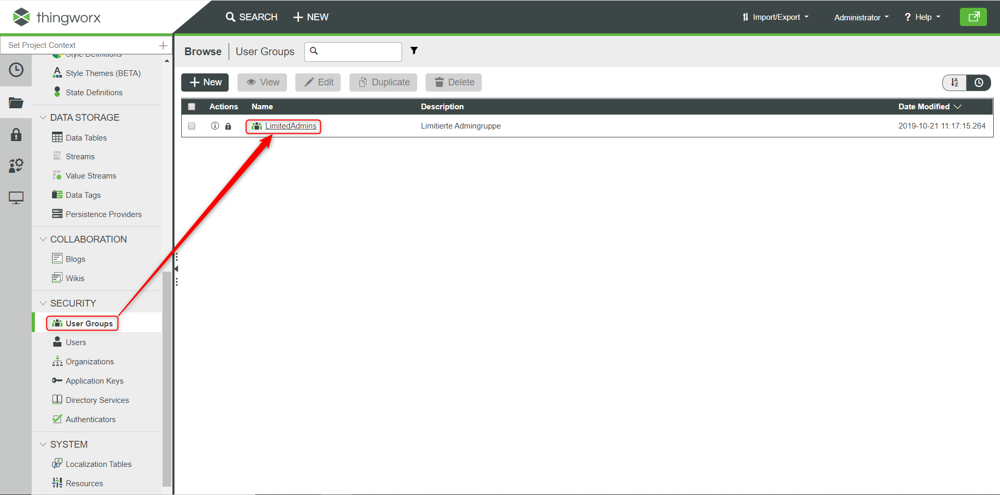 thingworx
SEARCH
NEW
Import/Export
Administrator
? Help
Set Project Context
Style Definitions
Style Themes (BETA)
State Definitions
DATA STORAGE
Data Tables
Streams
Value Streams
Data Tags
Persistence Providers
COLLABORATION
Blogs
Wikis
SECURITY
User Groups
Users
Organizations
Application Keys
Directory Services
Authenticators
SYSTEM
Localization Tables
Resources
Browse
User Groups
New
View
Edit
Duplicate
Delete
Actions Name Description Date Modified
LimitedAdmins Limitierte Admingruppe 2019-10-21 11:17:15.264